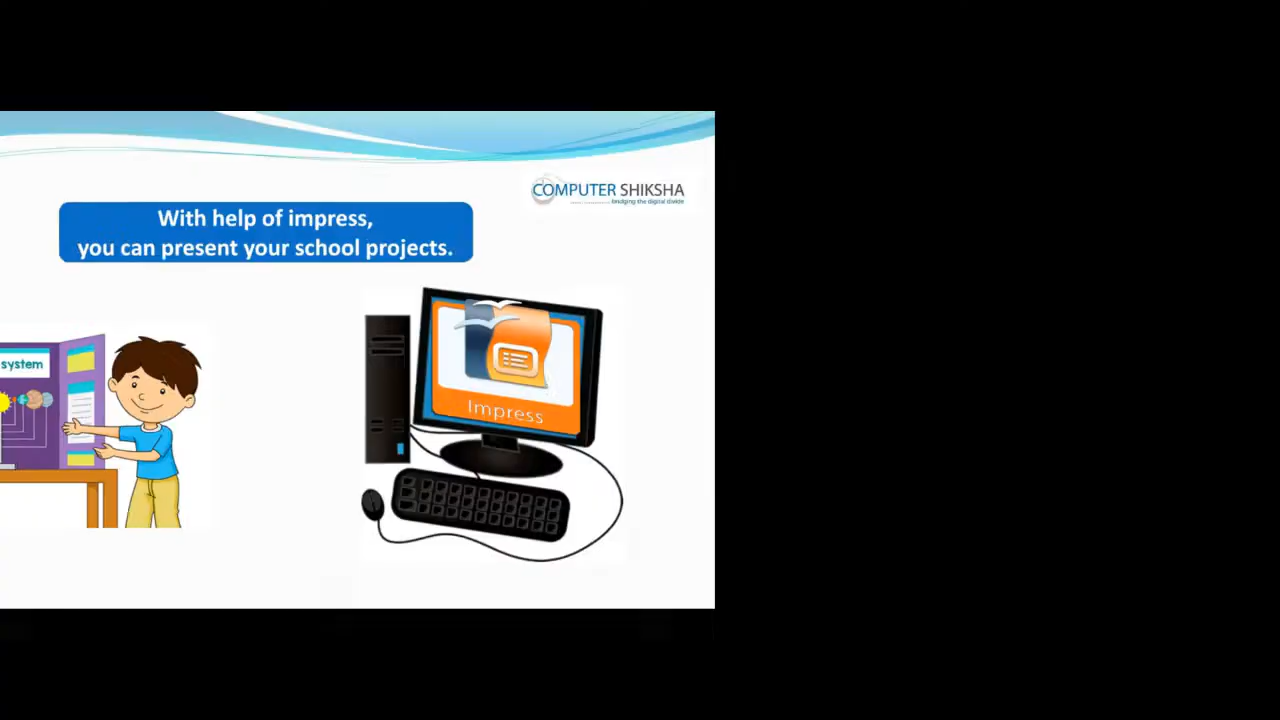 COMPUTER SHIKSHA
bridging the digital divide
With help of impress,
you can present your school projects.
system
Impress